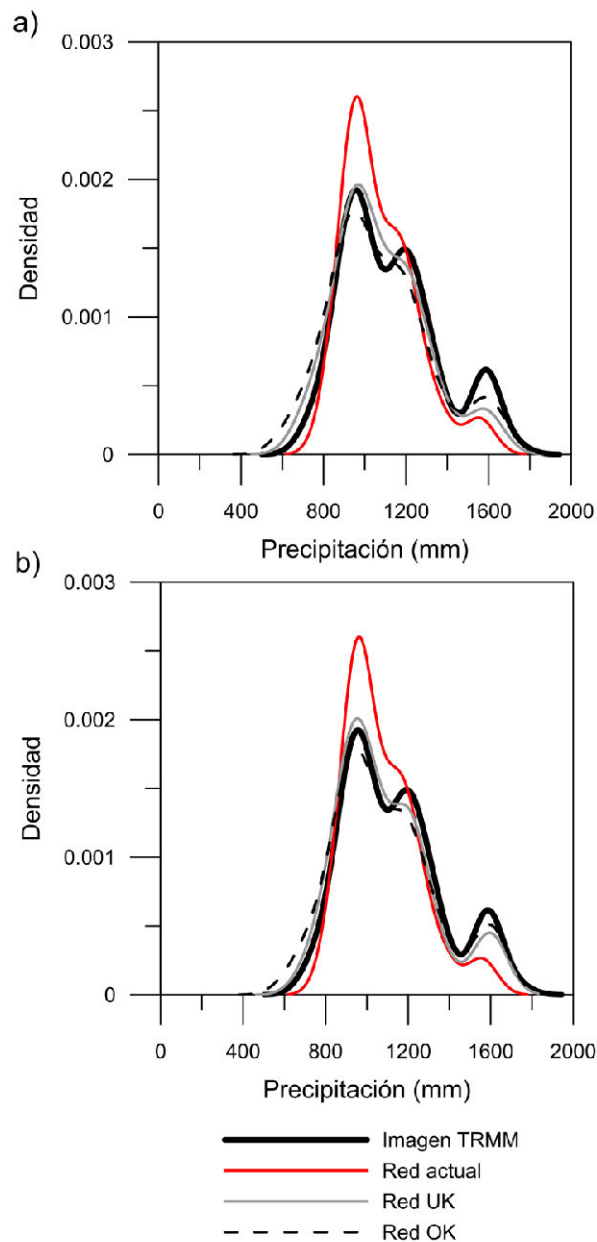 a)
0.003
0.002
0.001
0
Densidad
0 400 800 1200 1600 2000
Precipitación (mm)
b)
0.003
0.002
0.001
0
Densidad
0 400 800 1200 1600 2000
Precipitación (mm)
Imagen TRMM
Red actual
Red UK
Red OK